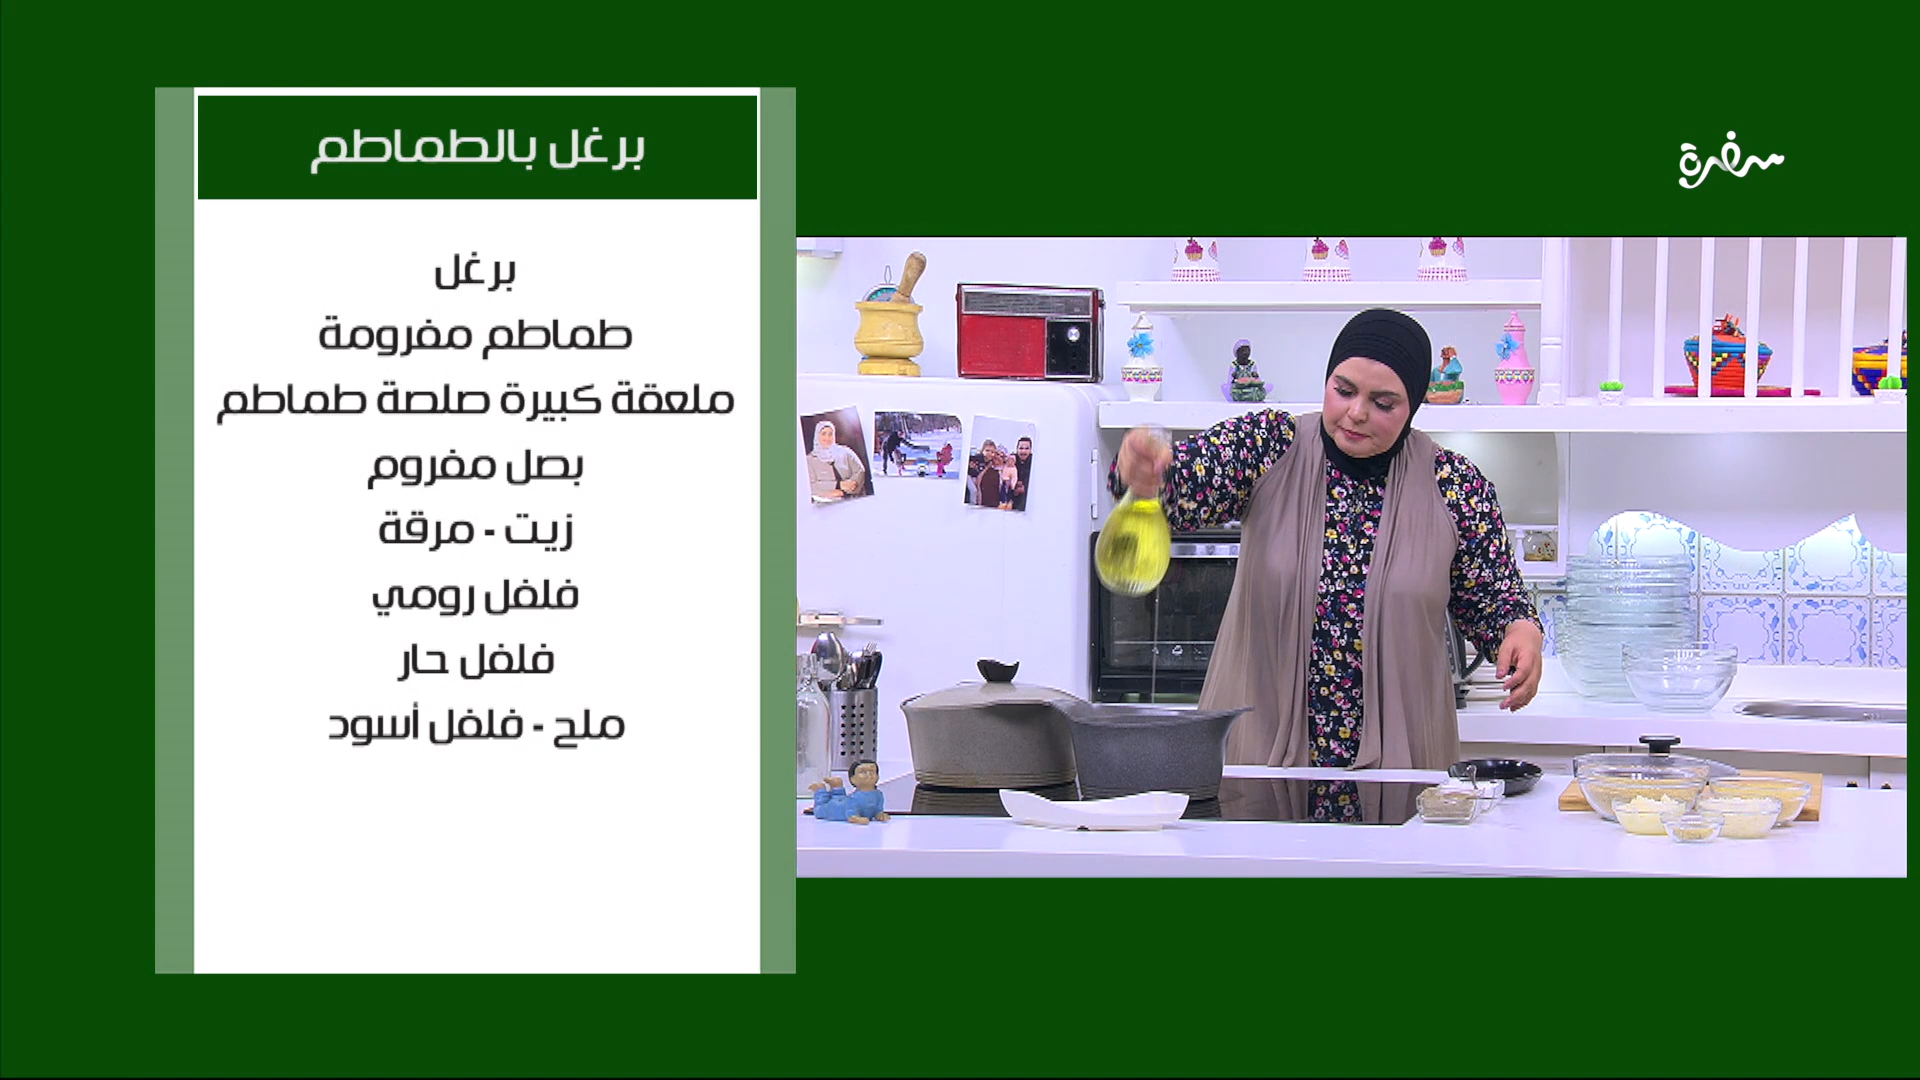 سفرة
برغل بالطماطم
برغل
طماطم مفرومة
ملعقة كبيرة صلصة طماطم
بصل مفروم
زيت - مرقة
فلفل رومي
فلفل حار
ملح - فلفل أسود